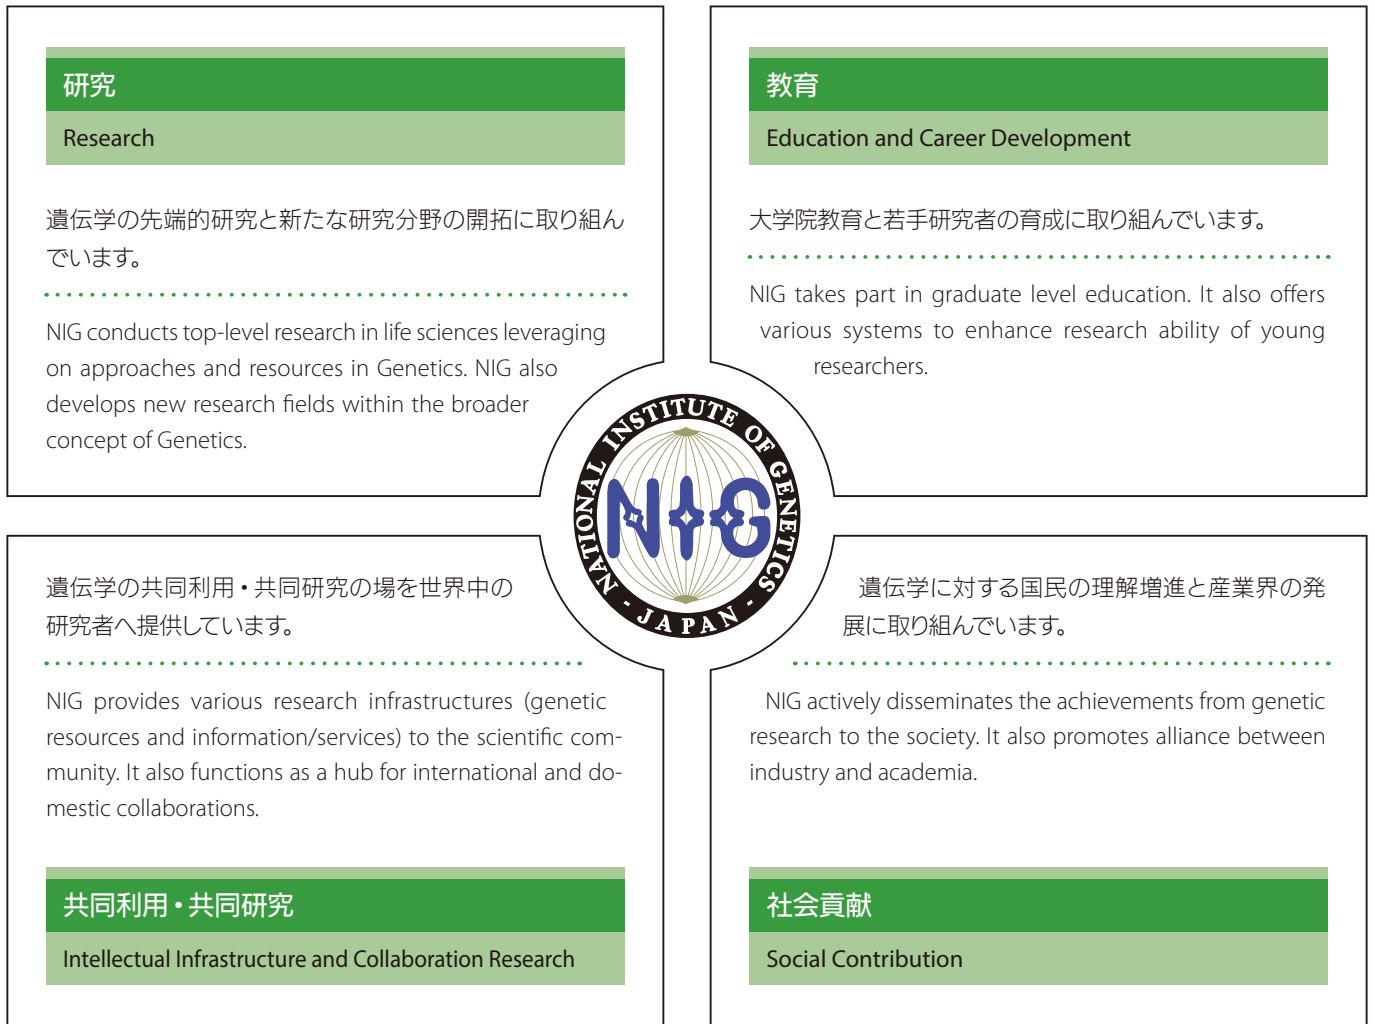 研究
Research
遺伝学の先端的研究と新たな研究分野の開拓に取り組ん
でいます。
NIG conducts top-level research in life sciences leveraging
on approaches and resources in Genetics. NIG also
develops new research fields within the broader
concept of Genetics.
教育
Education and Career Development
大学院教育と若手研究者の育成に取り組んでいます。
NIG takes part in graduate level education. It also offers
various systems to enhance research ability of young
researchers.
NATIONAL INSTITUTE OF GENETICS
- JAPAN -
NIG
遺伝学の共同利用・共同研究の場を世界中の
研究者へ提供しています。
NIG provides various research infrastructures (genetic
resources and information/services) to the scientific com-
munity. It also functions as a hub for international and do-
mestic collaborations.
共同利用・共同研究
Intellectual Infrastructure and Collaboration Research
遺伝学に対する国民の理解増進と産業界の発
展に取り組んでいます。
NIG actively disseminates the achievements from genetic
research to the society. It also promotes alliance between
industry and academia.
社会貢献
Social Contribution